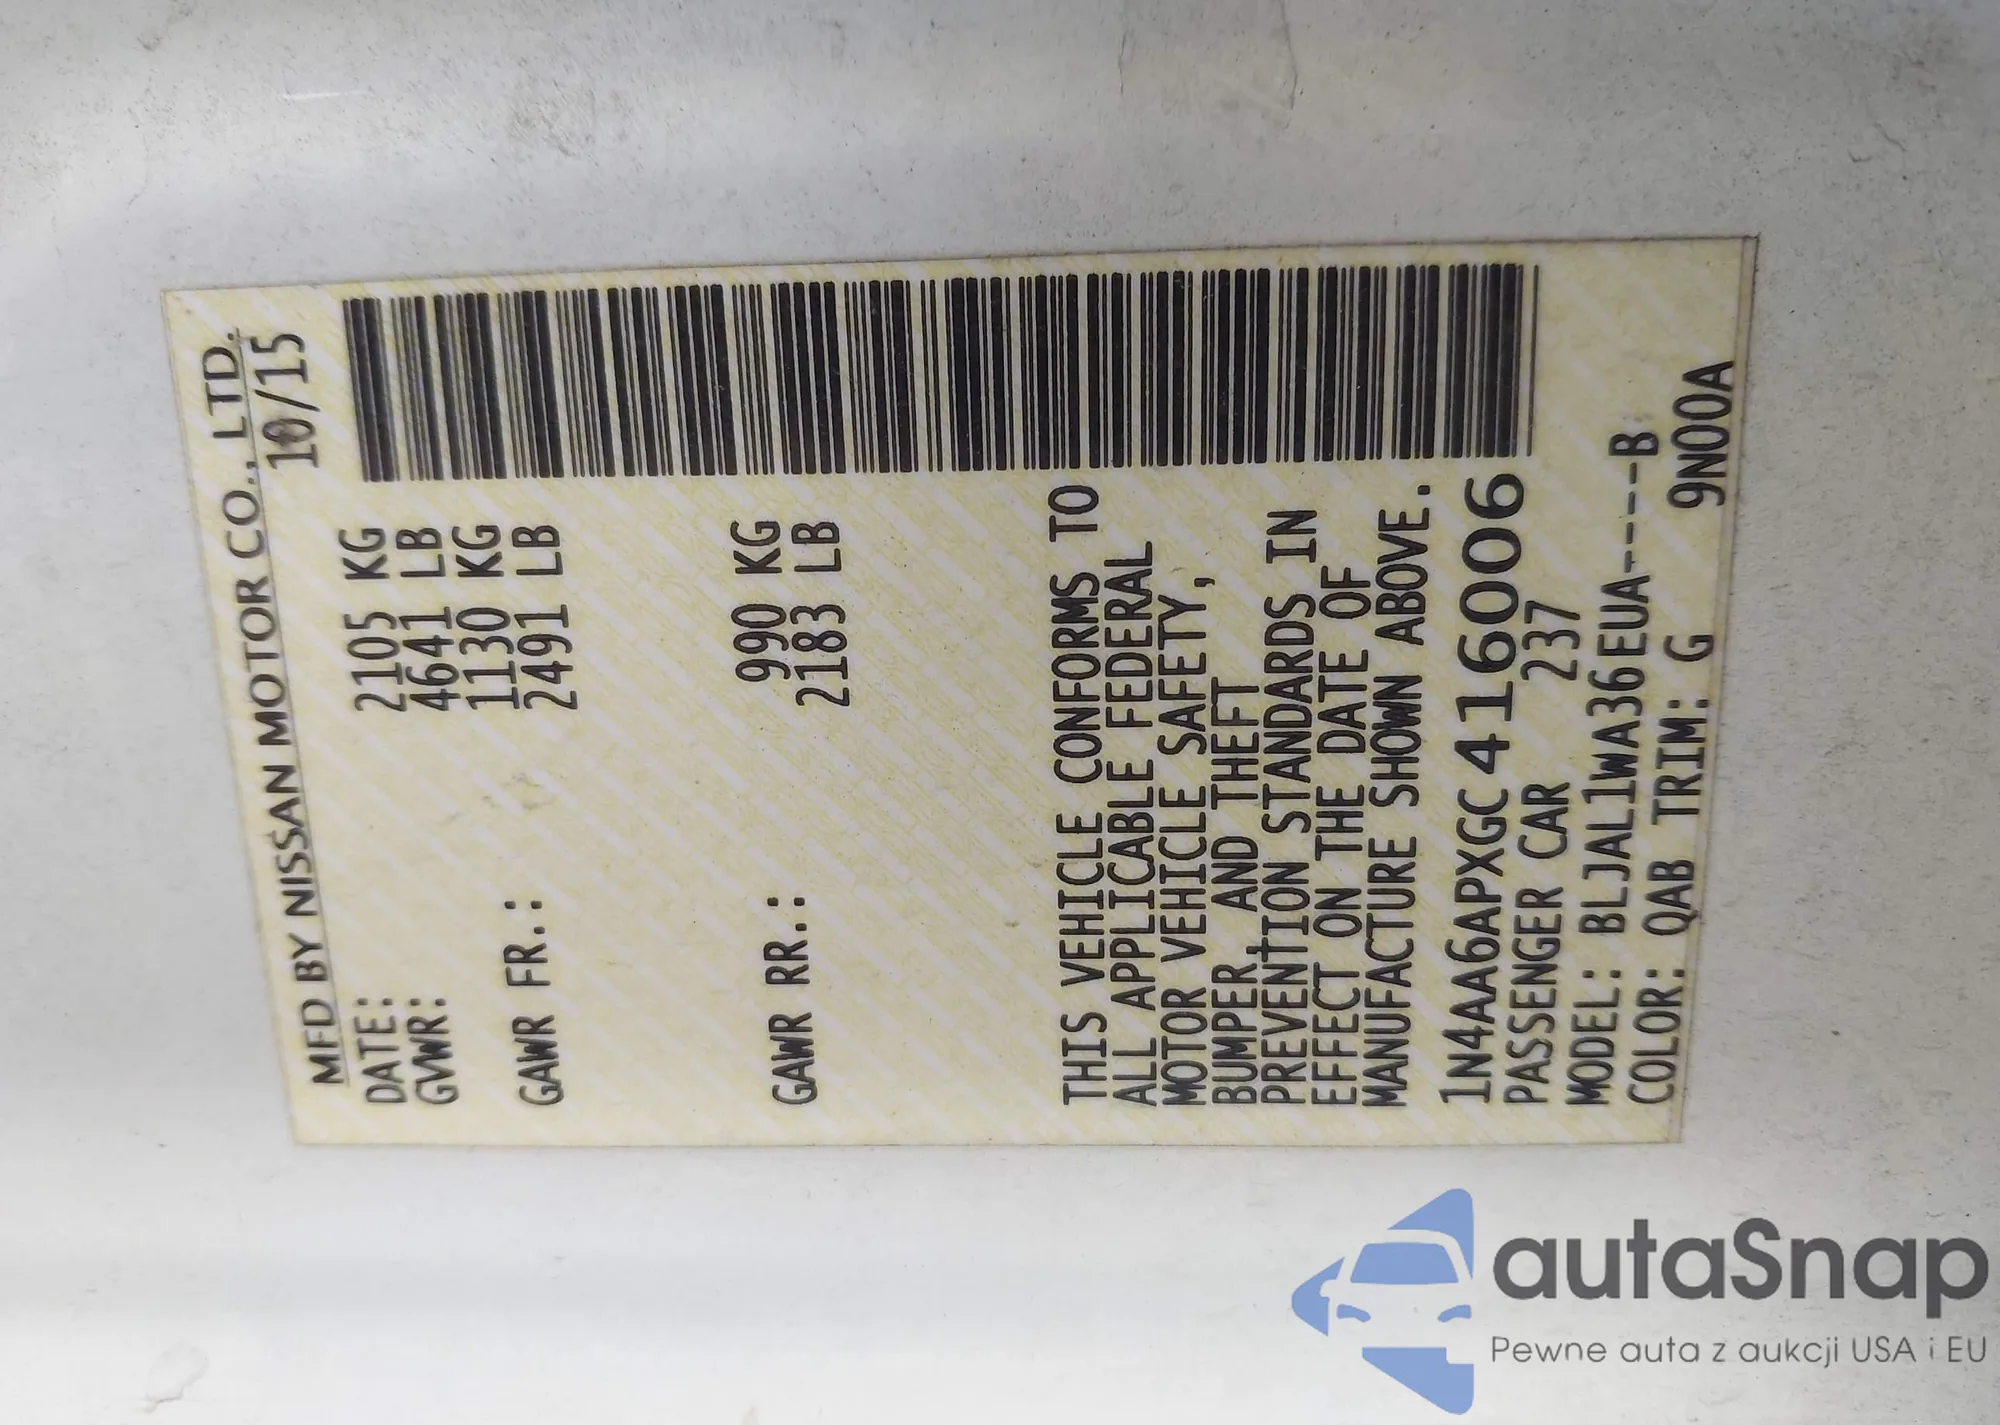 MFD BY NISSAN MOTOR CO., LTD.
DATE: 10/15
GVWR: 2105 KG
4641 LB
GAWR FR.: 1130 KG
2491 LB
GAWR RR.: 990 KG
2183 LB
THIS VEHICLE CONFORMS TO
ALL APPLICABLE FEDERAL
MOTOR VEHICLE SAFETY,
BUMPER, AND THEFT
PREVENTION STANDARDS IN
EFFECT ON THE DATE OF
MANUFACTURE SHOWN ABOVE.
1N4AA6APXGC416006
PASSENGER CAR 237
MODEL: BLJAL1WA36EUA-----B
COLOR: QAB TRIM: G 9N00A
autaSnap
Pewne auta z aukcji USA i EU